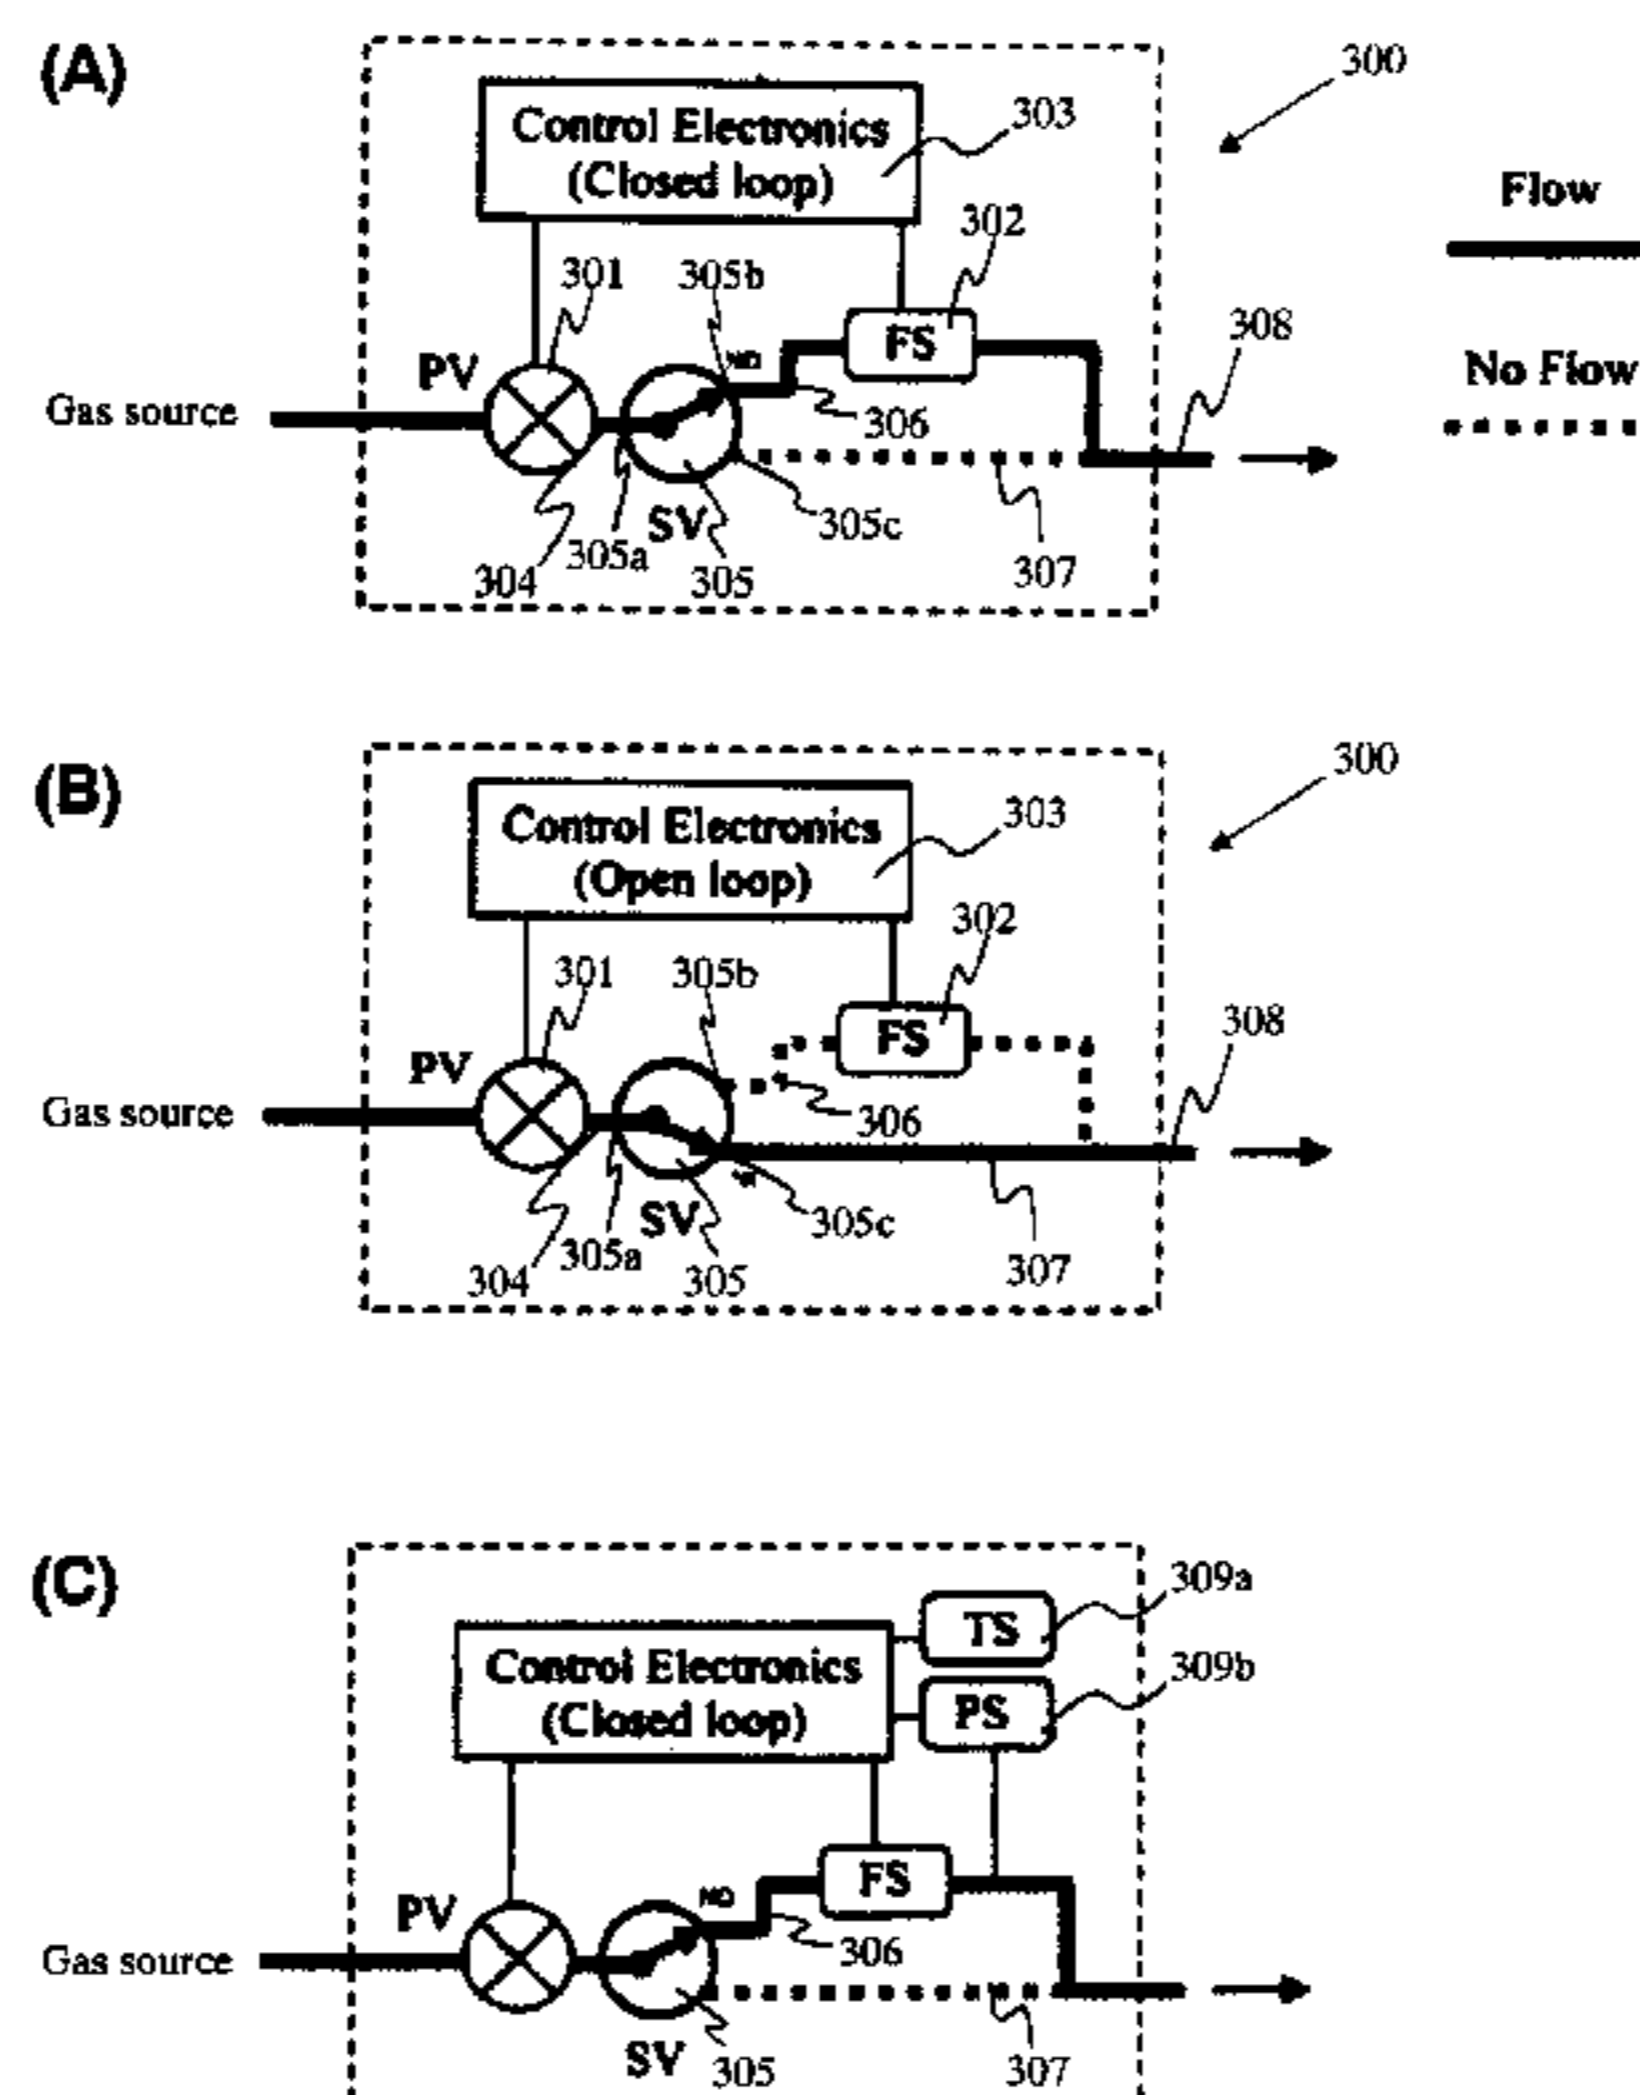 (A)
300
Control Electronics
(Closed loop)
303
Flow
302
301
305b
308
PV
NO
FS
No Flow
Gas source
306
SV
305c
304
305a
305
307
(B)
300
Control Electronics
(Open loop)
303
302
301
305b
308
PV
FS
Gas source
306
SV
305c
304
305a
305
307
(C)
309a
TS
Control Electronics
(Closed loop)
309b
PS
PV
NO
FS
Gas source
306
SV
305
307